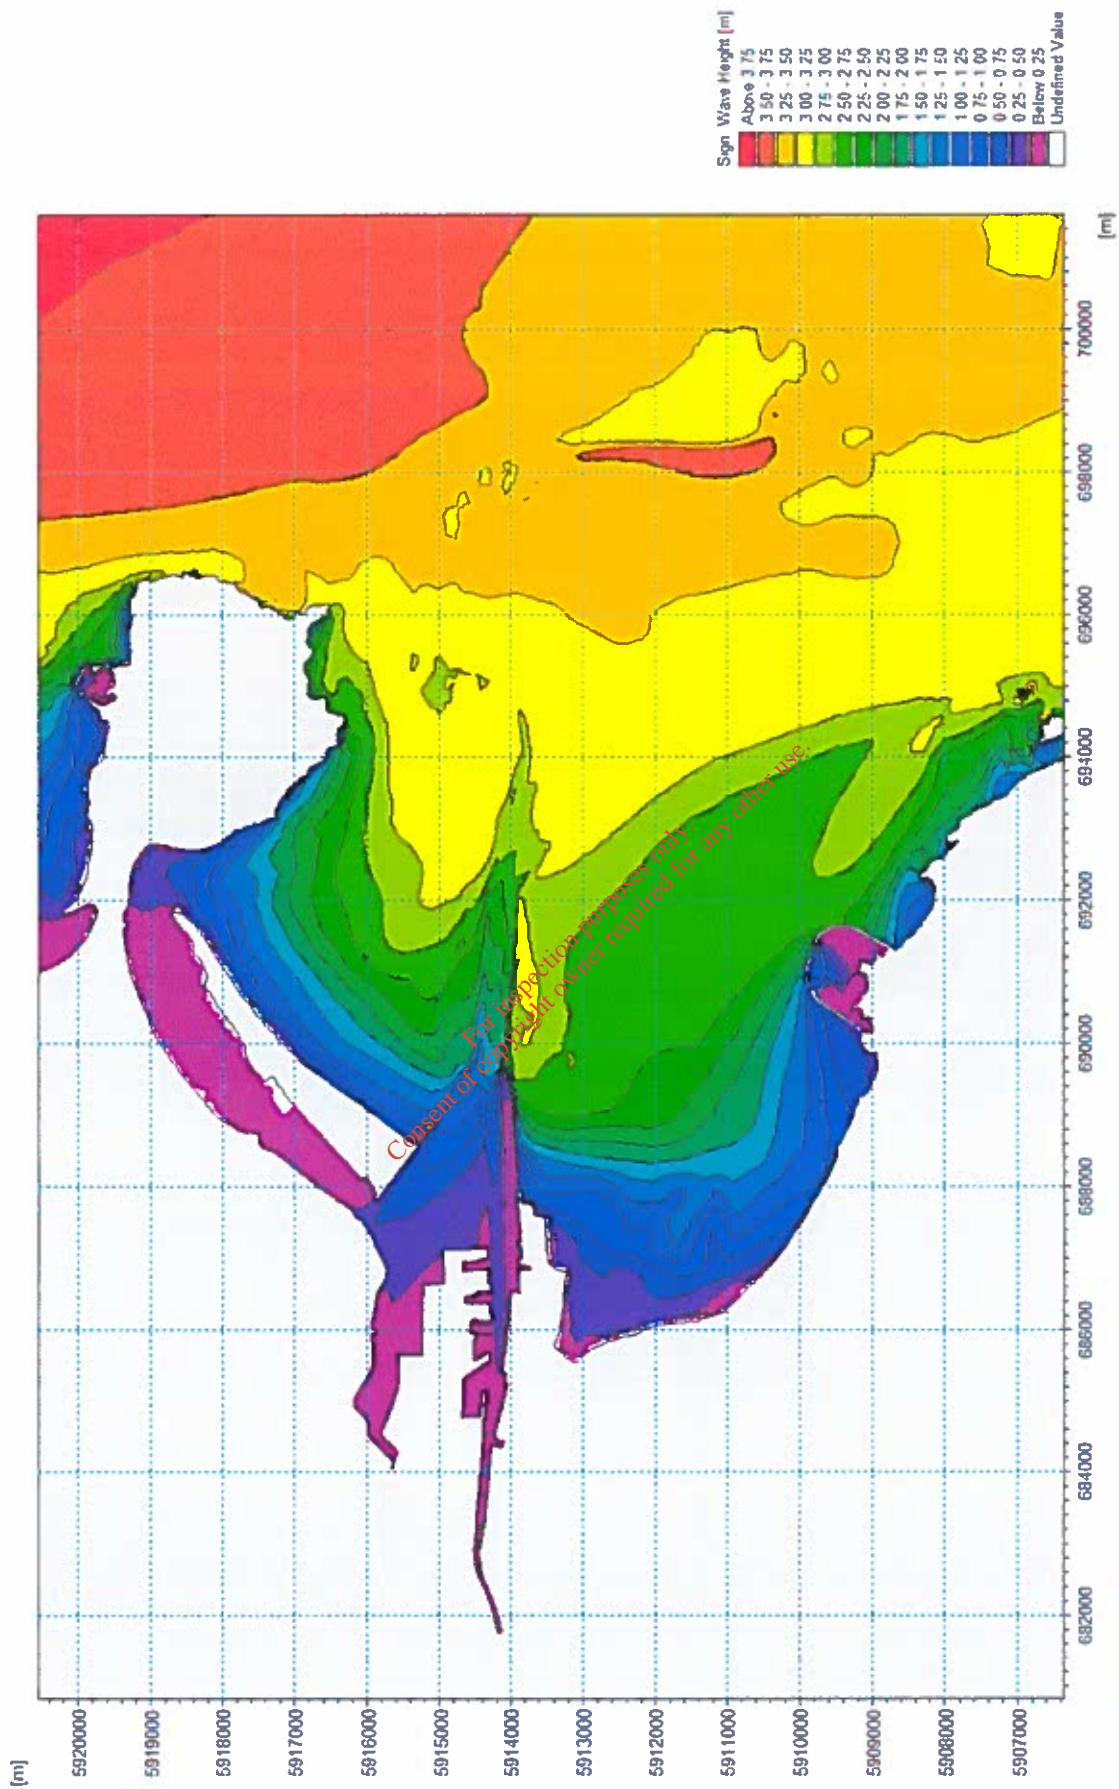 Sign. Wave Height [m]
Above 3.75
3.50 - 3.75
3.25 - 3.50
3.00 - 3.25
2.75 - 3.00
2.50 - 2.75
2.25 - 2.50
2.00 - 2.25
1.75 - 2.00
1.50 - 1.75
1.25 - 1.50
1.00 - 1.25
0.75 - 1.00
0.50 - 0.75
0.25 - 0.50
Below 0.25
Undefined Value
[m]
5920000
5919000
5918000
5917000
5916000
5915000
5914000
5913000
5912000
5911000
5910000
5909000
5908000
5907000
682000
684000
686000
688000
690000
692000
694000
696000
698000
700000
[m]
For inspection purposes only.
Consent of copyright owner required for any other use.